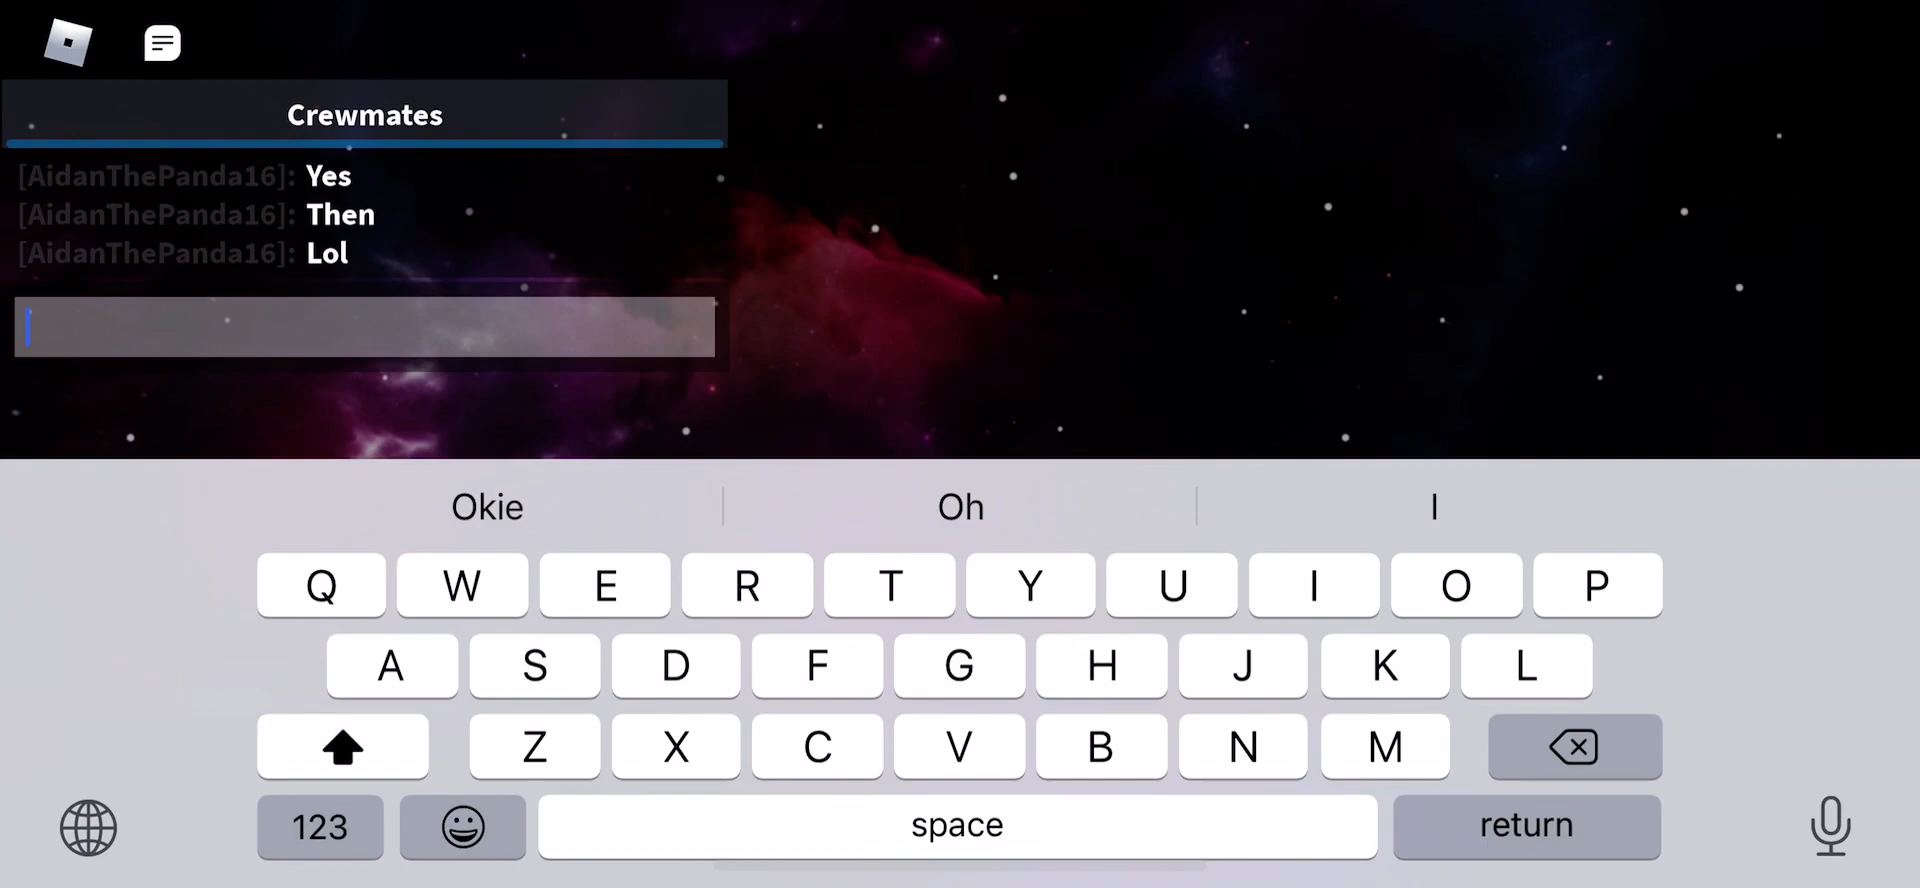 Crewmates
[AidanThePanda16]: Yes
[AidanThePanda16]: Then
[AidanThePanda16]: Lol
Okie Oh I
Q W E R T Y U I O P
A S D F G H J K L
Z X C V B N M
123 space return